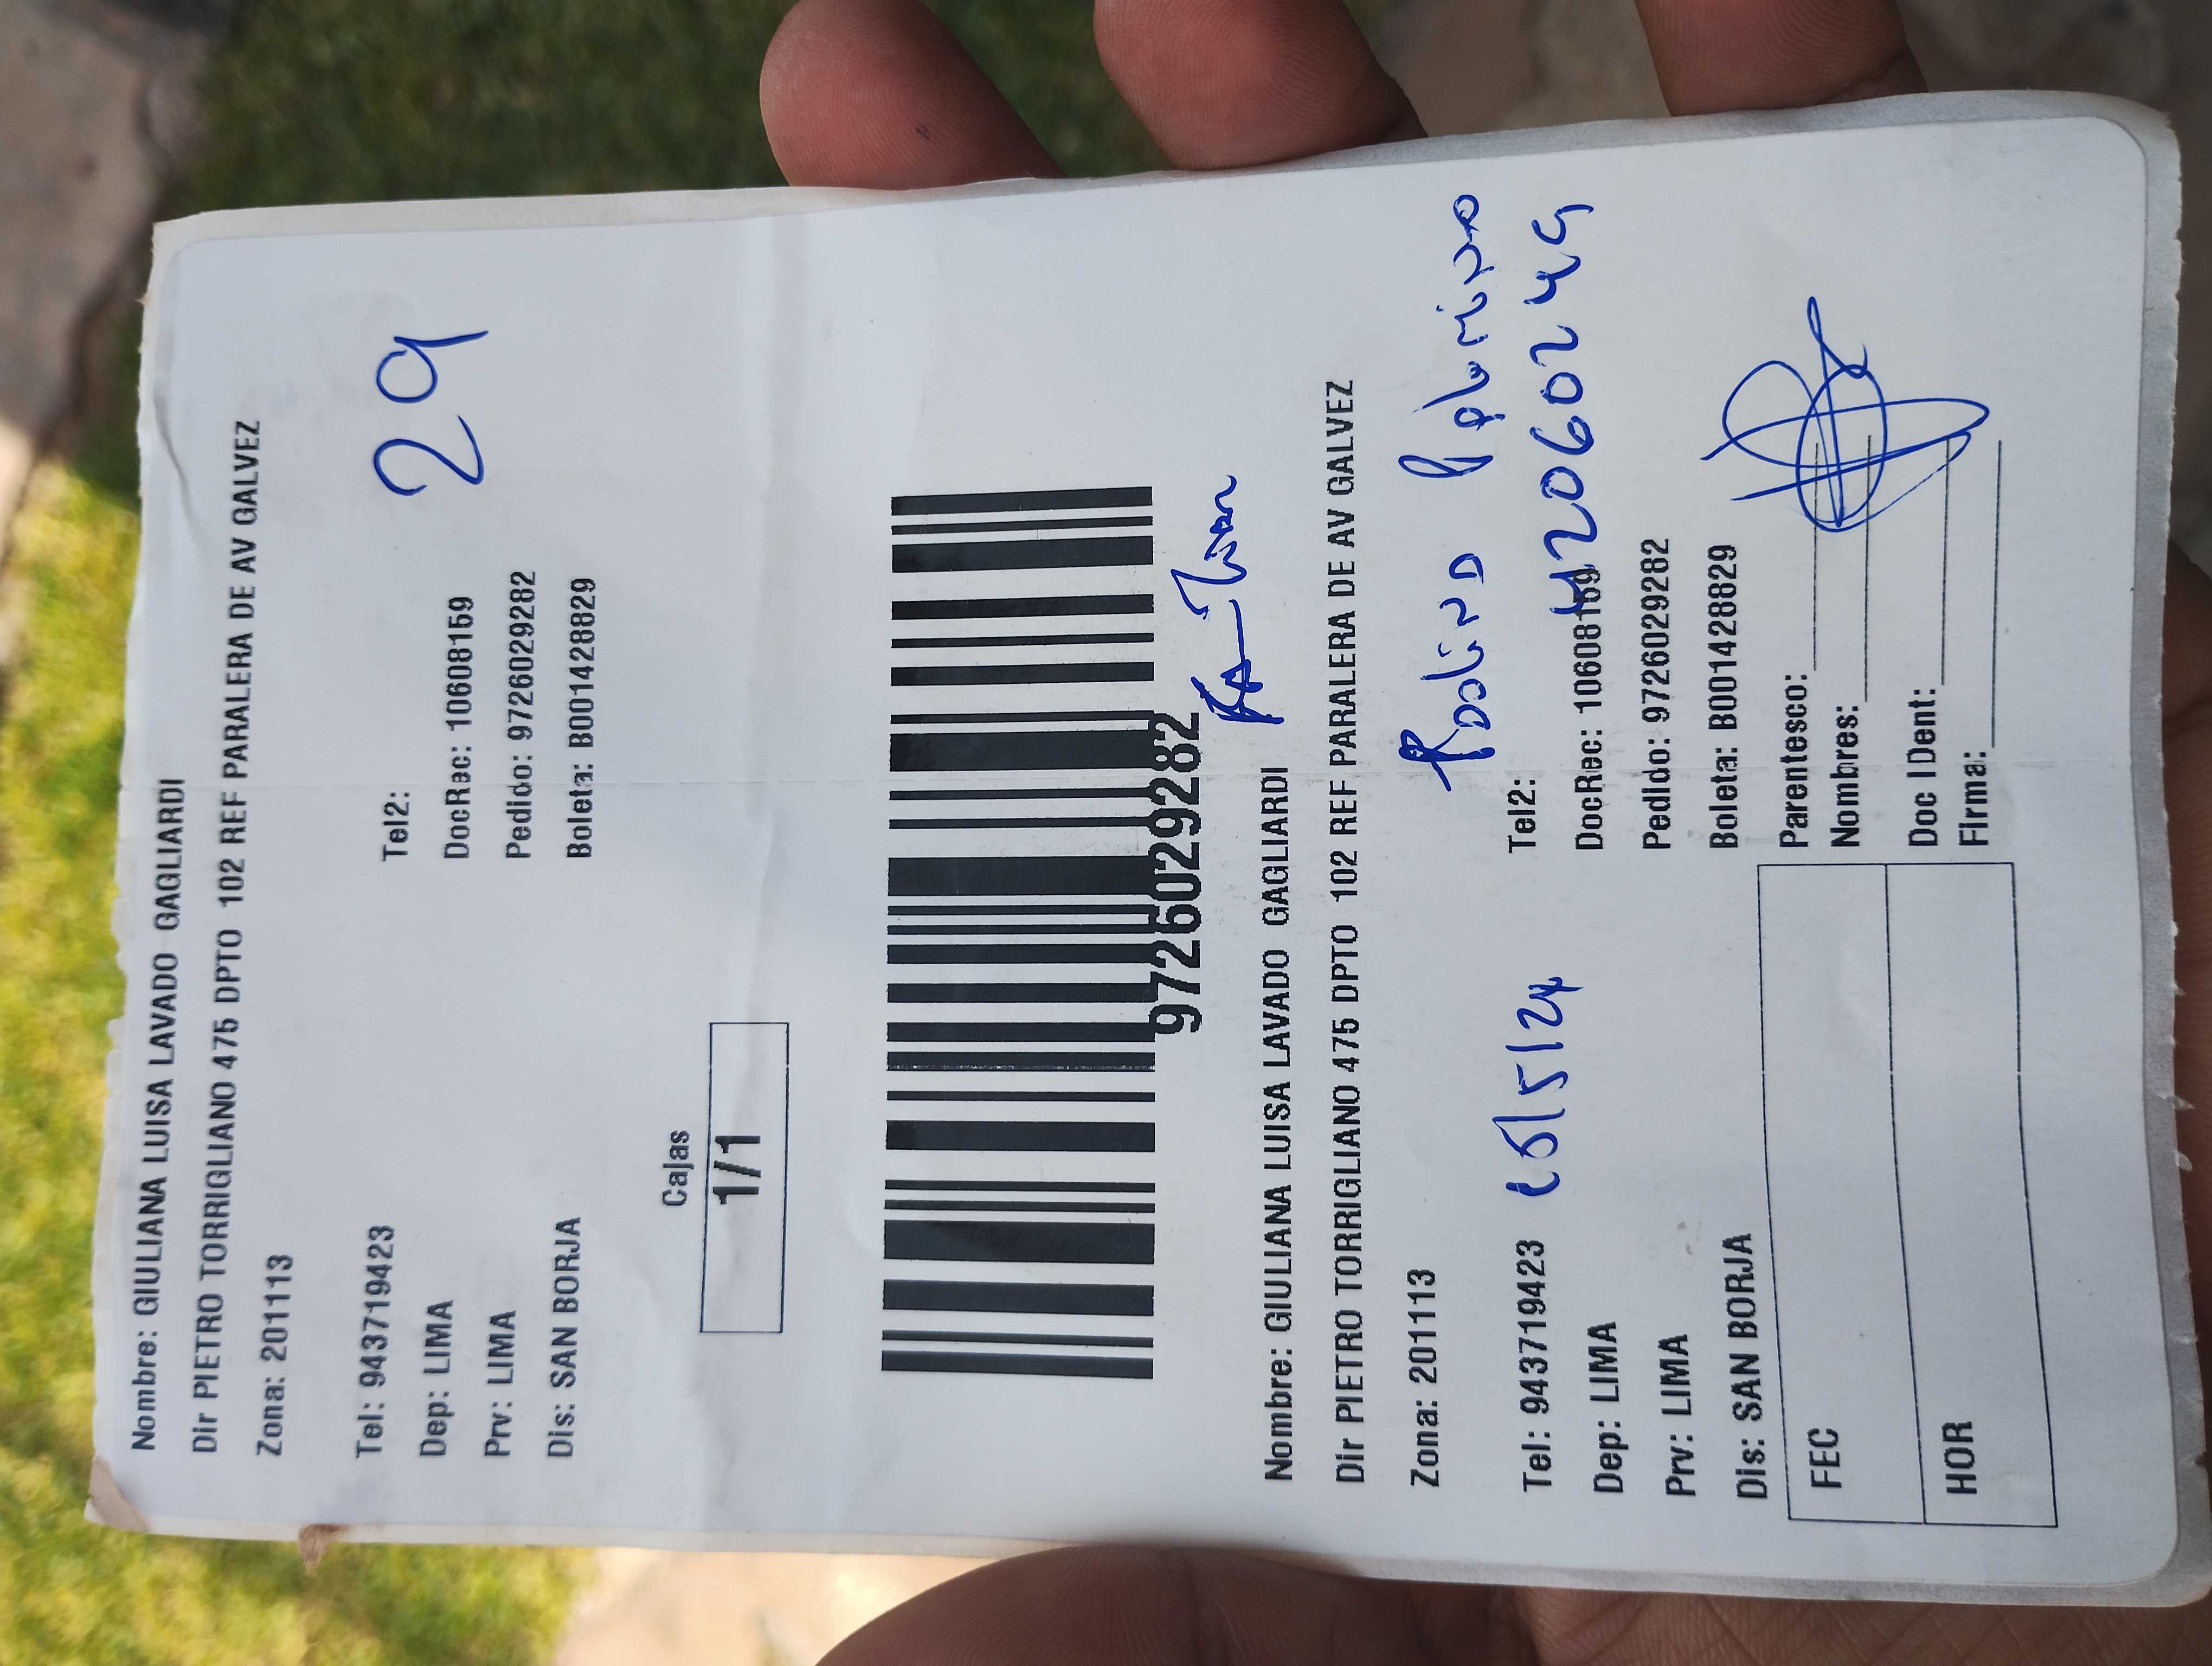 Nombre: GIULIANA LUISA LAVADO GAGLIARDI
Dir PIETRO TORRIGLIANO 475 DPTO 102 REF PARALERA DE AV GALVEZ
Zona: 201113
Tel: 943719423 Tel2: 29
Dep: LIMA DocRec: 10608159
Prv: LIMA Pedido: 9726029282
Dis: SAN BORJA Boleta: B001428829
Cajas
1/1
9726029282
Nombre: GIULIANA LUISA LAVADO GAGLIARDI
Dir PIETRO TORRIGLIANO 475 DPTO 102 REF PARALERA DE AV GALVEZ
Zona: 201113
Tel: 943719423 Tel2: 42060249
Dep: LIMA DocRec: 10608159
Prv: LIMA Pedido: 9726029282
Dis: SAN BORJA Boleta: B001428829
FEC Parentesco:
Nombres:
HOR Doc IDent:
Firma: